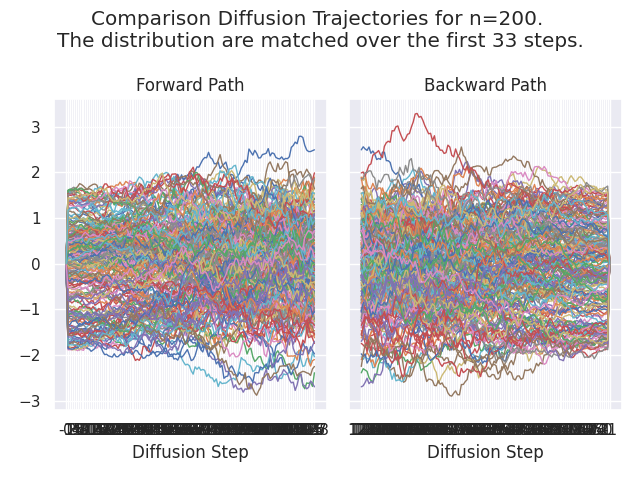 Comparison Diffusion Trajectories for n=200.
The distribution are matched over the first 33 steps.
Forward Path
Backward Path
3
2
1
0
−1
−2
−3
Diffusion Step
Diffusion Step